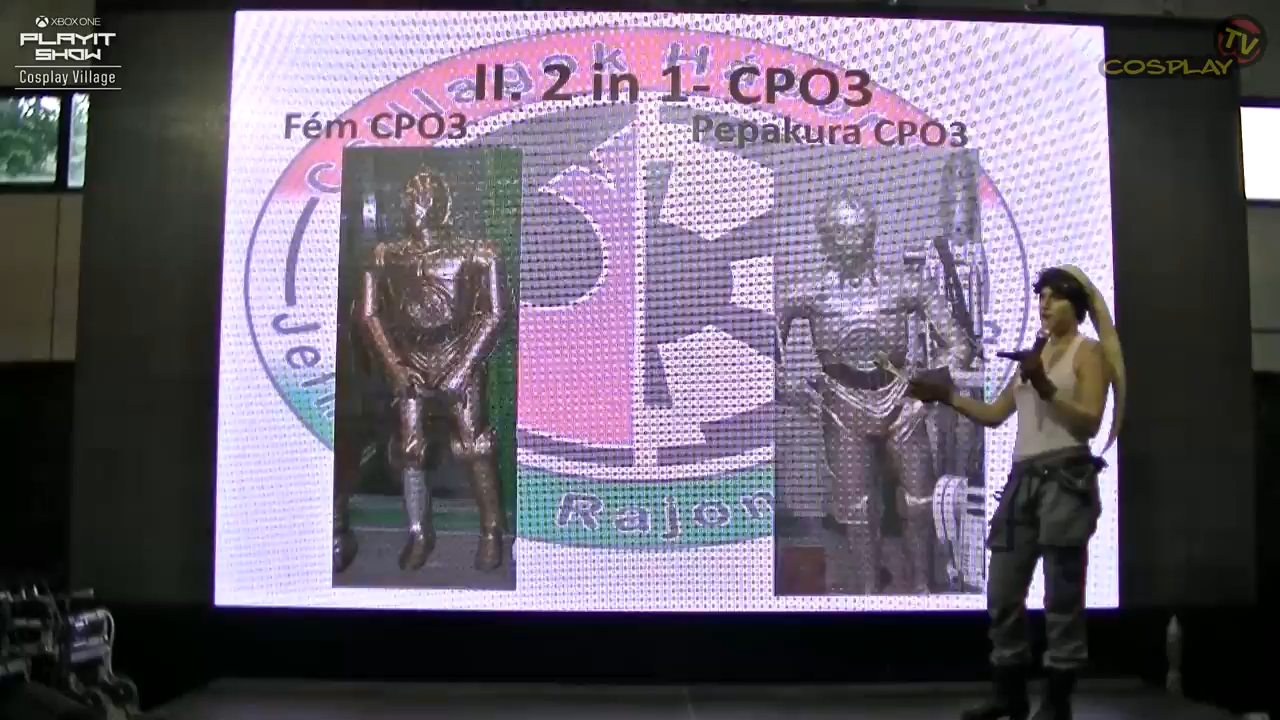 XBOX ONE
PLAYIT
SHOW
Cosplay Village
TV
COSPLAY
II. 2 in 1- CPO3
Fém CPO3
Pepakura CPO3
Rajon